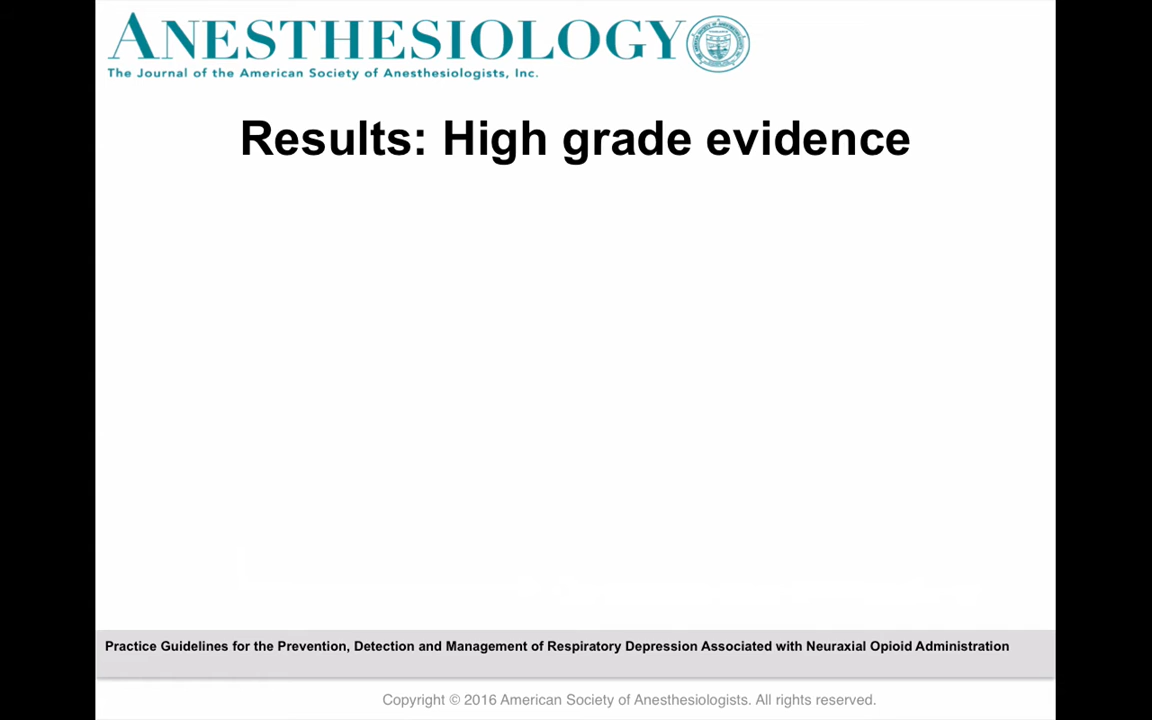 ANESTHESIOLOGY
The Journal of the American Society of Anesthesiologists, Inc.
Results: High grade evidence
Practice Guidelines for the Prevention, Detection and Management of Respiratory Depression Associated with Neuraxial Opioid Administration
Copyright © 2016 American Society of Anesthesiologists. All rights reserved.